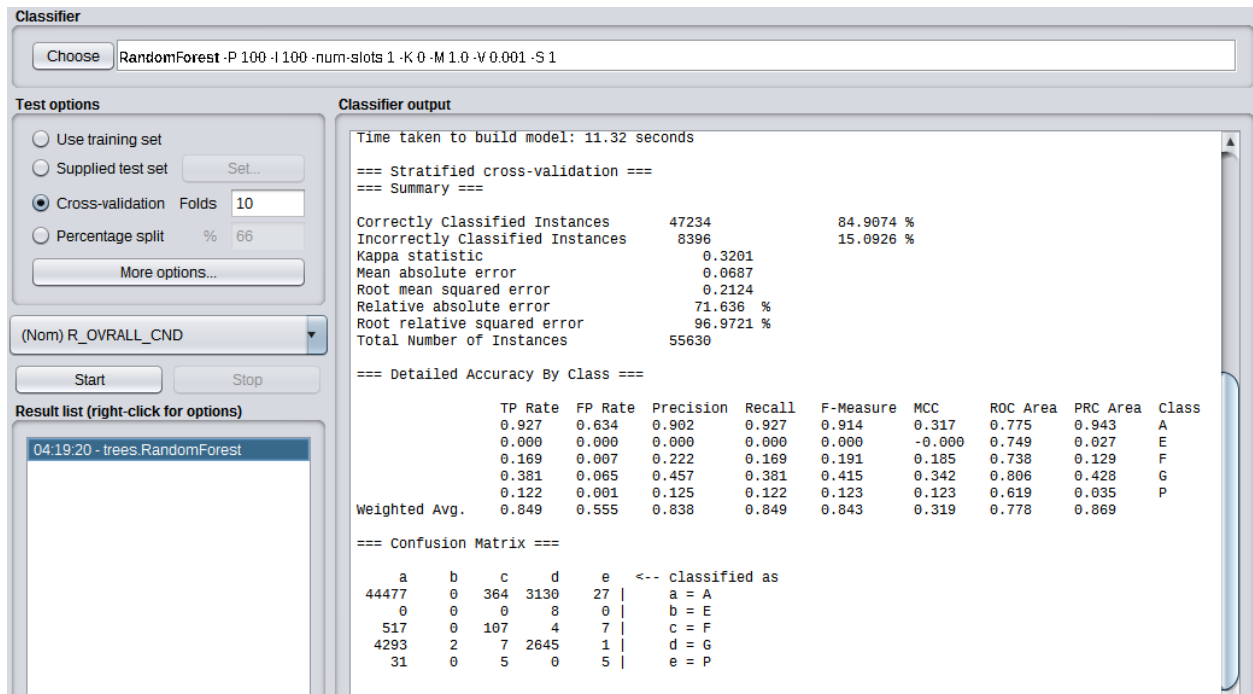 Classifier
Choose RandomForest -P 100 -I 100 -num-slots 1 -K 0 -M 1.0 -V 0.001 -S 1
Test options
Use training set
Supplied test set Set...
Cross-validation Folds 10
Percentage split % 66
More options...
(Nom) R_OVRALL_CND
Start Stop
Result list (right-click for options)
04:19:20 - trees.RandomForest
Classifier output
Time taken to build model: 11.32 seconds
=== Stratified cross-validation ===
=== Summary ===
Correctly Classified Instances 47234 84.9074 %
Incorrectly Classified Instances 8396 15.0926 %
Kappa statistic 0.3201
Mean absolute error 0.0687
Root mean squared error 0.2124
Relative absolute error 71.636 %
Root relative squared error 96.9721 %
Total Number of Instances 55630
=== Detailed Accuracy By Class ===
TP Rate FP Rate Precision Recall F-Measure MCC ROC Area PRC Area Class
0.927 0.634 0.902 0.927 0.914 0.317 0.775 0.943 A
0.000 0.000 0.000 0.000 0.000 -0.000 0.749 0.027 E
0.169 0.007 0.222 0.169 0.191 0.185 0.738 0.129 F
0.381 0.065 0.457 0.381 0.415 0.342 0.806 0.428 G
0.122 0.001 0.125 0.122 0.123 0.123 0.619 0.035 P
Weighted Avg. 0.849 0.555 0.838 0.849 0.843 0.319 0.778 0.869
=== Confusion Matrix ===
a b c d e <-- classified as
44477 0 364 3130 27 | a = A
0 0 0 8 0 | b = E
517 0 107 4 7 | c = F
4293 2 7 2645 1 | d = G
31 0 5 0 5 | e = P